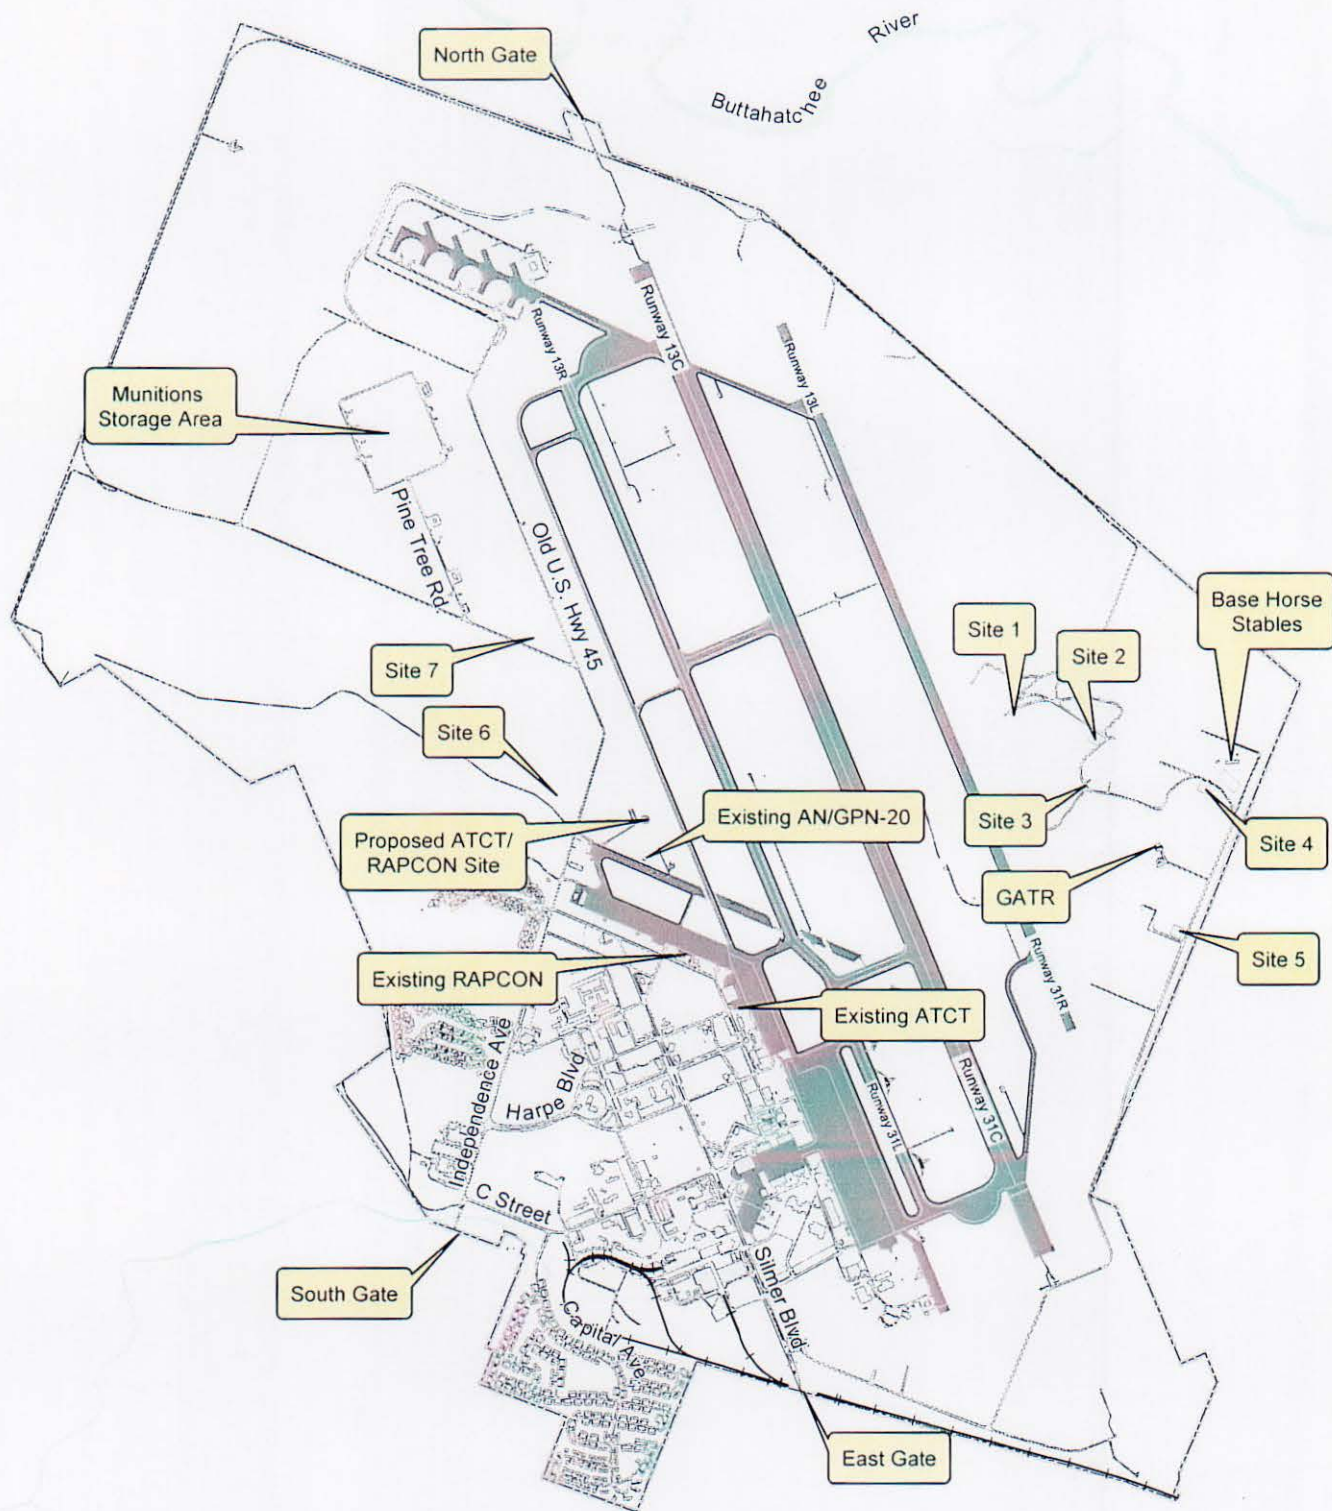 River
North Gate
Buttahatchee
Runway 13C
Runway 13R
Runway 13L
Munitions
Storage Area
Pine Tree Rd.
Old U.S. Hwy 45
Base Horse
Stables
Site 1
Site 2
Site 7
Site 6
Existing AN/GPN-20
Site 3
Proposed ATCT/
RAPCON Site
Site 4
GATR
Existing RAPCON
Site 5
Runway 31R
Existing ATCT
Independence Ave
Harpe Blvd
Runway 31C
Runway 31L
C Street
South Gate
Silmer Blvd
Capital Ave.
East Gate